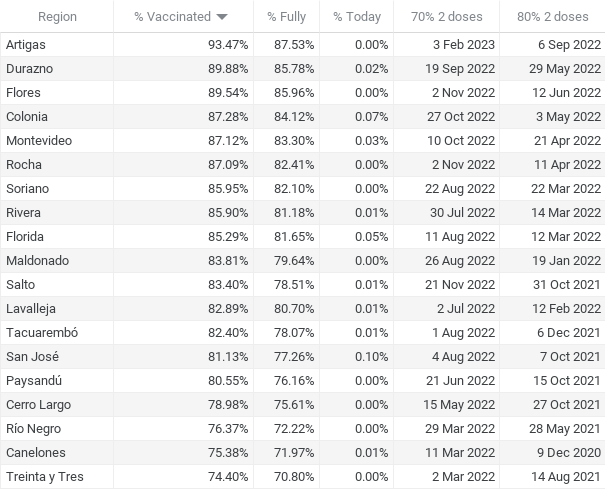 Region % Vaccinated % Fully % Today 70% 2 doses 80% 2 doses
Artigas 93.47% 87.53% 0.00% 3 Feb 2023 6 Sep 2022
Durazno 89.88% 85.78% 0.02% 19 Sep 2022 29 May 2022
Flores 89.54% 85.96% 0.00% 2 Nov 2022 12 Jun 2022
Colonia 87.28% 84.12% 0.07% 27 Oct 2022 3 May 2022
Montevideo 87.12% 83.30% 0.03% 10 Oct 2022 21 Apr 2022
Rocha 87.09% 82.41% 0.00% 2 Nov 2022 11 Apr 2022
Soriano 85.95% 82.10% 0.00% 22 Aug 2022 22 Mar 2022
Rivera 85.90% 81.18% 0.01% 30 Jul 2022 14 Mar 2022
Florida 85.29% 81.65% 0.05% 11 Aug 2022 12 Mar 2022
Maldonado 83.81% 79.64% 0.00% 26 Aug 2022 19 Jan 2022
Salto 83.40% 78.51% 0.01% 21 Nov 2022 31 Oct 2021
Lavalleja 82.89% 80.70% 0.01% 2 Jul 2022 12 Feb 2022
Tacuarembó 82.40% 78.07% 0.01% 1 Aug 2022 6 Dec 2021
San José 81.13% 77.26% 0.10% 4 Aug 2022 7 Oct 2021
Paysandú 80.55% 76.16% 0.00% 21 Jun 2022 15 Oct 2021
Cerro Largo 78.98% 75.61% 0.00% 15 May 2022 27 Oct 2021
Río Negro 76.37% 72.22% 0.00% 29 Mar 2022 28 May 2021
Canelones 75.38% 71.97% 0.01% 11 Mar 2022 9 Dec 2020
Treinta y Tres 74.40% 70.80% 0.00% 2 Mar 2022 14 Aug 2021